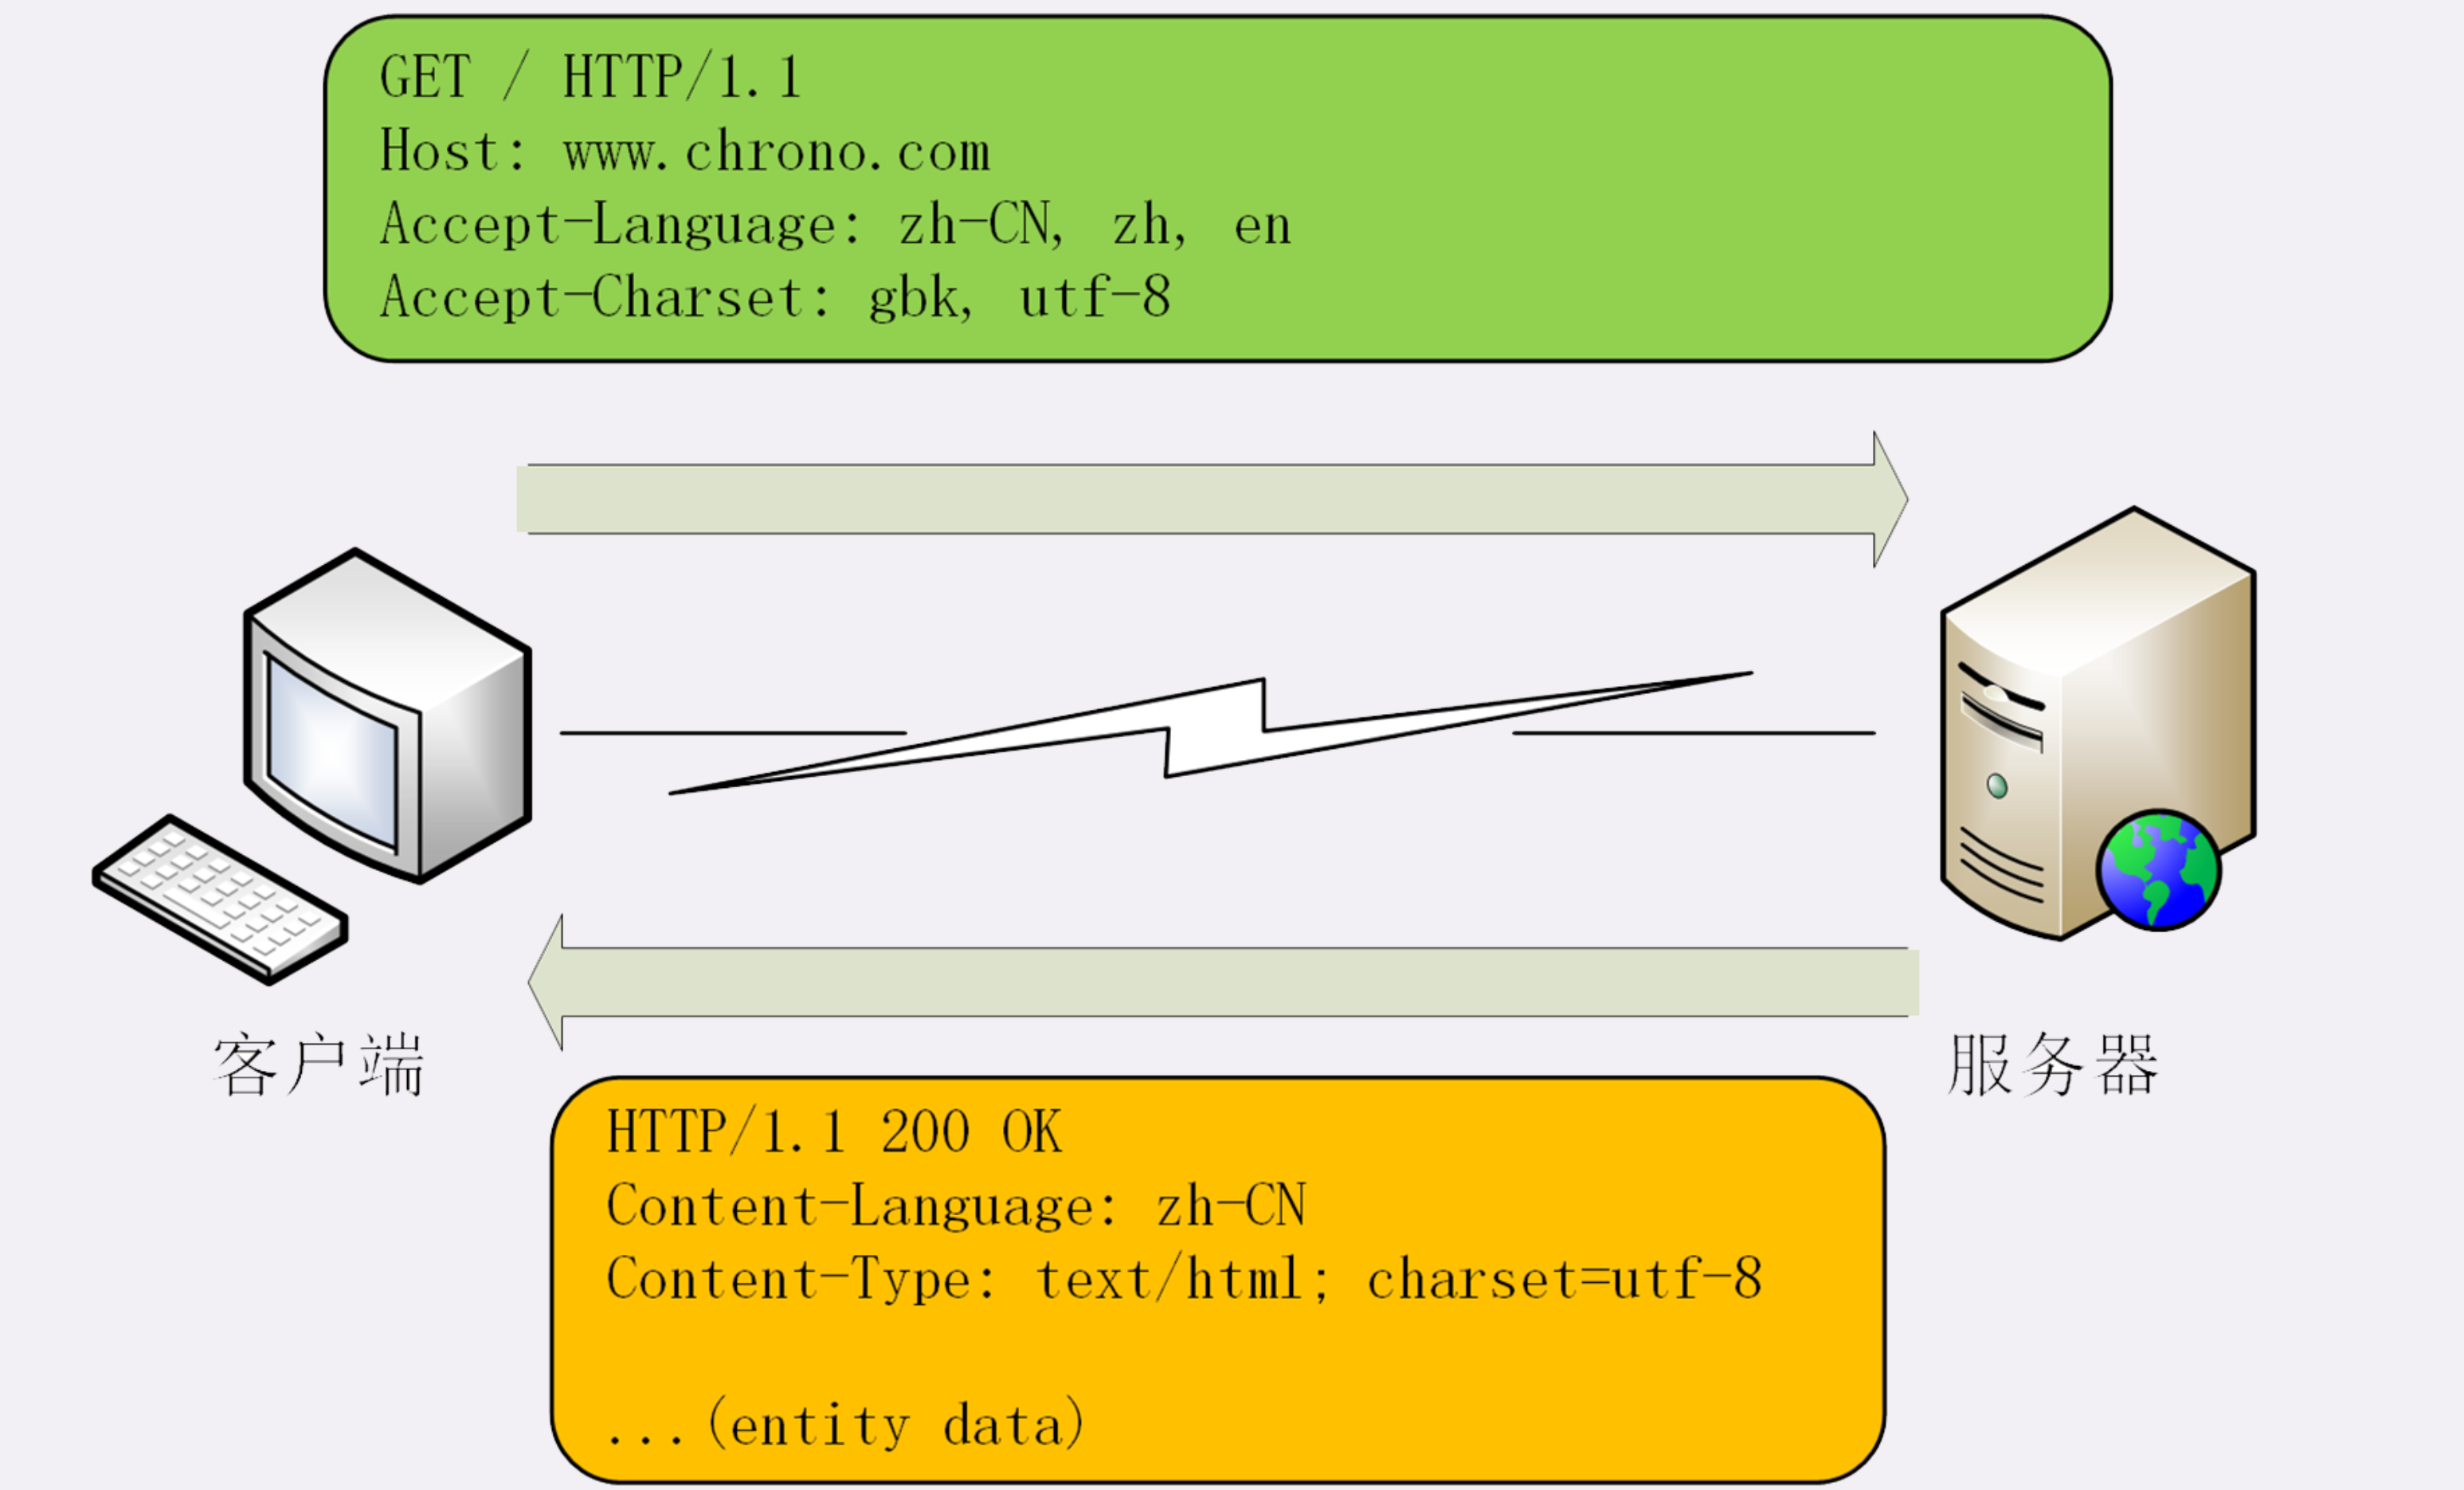 GET / HTTP/1.1
Host: www.chrono.com
Accept-Language: zh-CN, zh, en
Accept-Charset: gbk, utf-8
客户端
服务器
HTTP/1.1 200 OK
Content-Language: zh-CN
Content-Type: text/html; charset=utf-8
...(entity data)